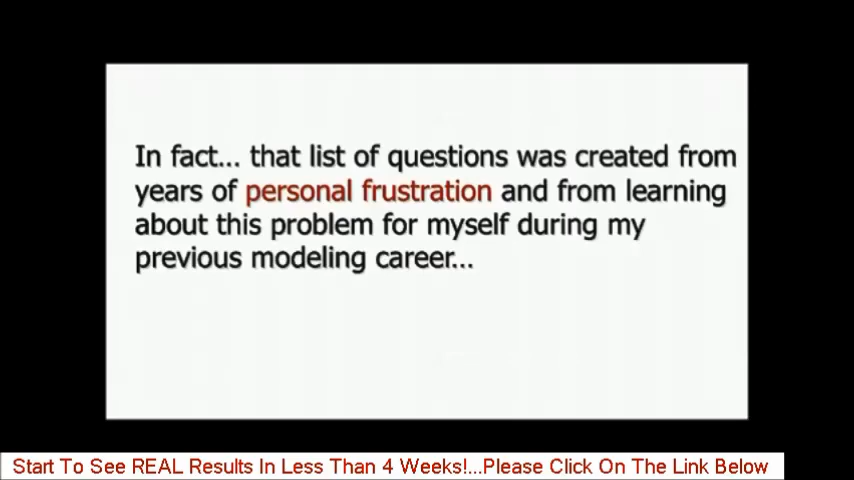 In fact... that list of questions was created from
years of personal frustration and from learning
about this problem for myself during my
previous modeling career...
Start To See REAL Results In Less Than 4 Weeks!...Please Click On The Link Below